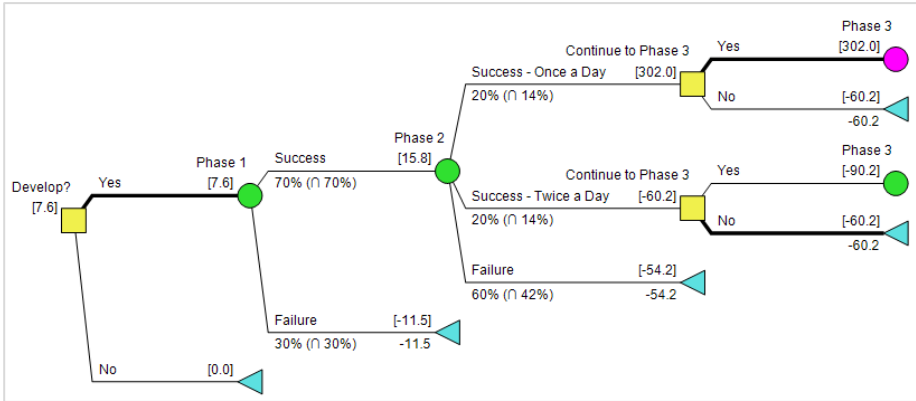 Phase 3
Yes [302.0]
Continue to Phase 3
Success - Once a Day [302.0]
20% (∩ 14%)
No [-60.2]
-60.2
Phase 2
Success [15.8]
70% (∩ 70%)
Phase 3
Yes [-90.2]
Continue to Phase 3
Success - Twice a Day [-60.2]
20% (∩ 14%)
No [-60.2]
-60.2
Phase 1
Yes [7.6]
Develop?
[7.6]
Failure [-54.2]
60% (∩ 42%) -54.2
Failure [-11.5]
30% (∩ 30%) -11.5
No [0.0]